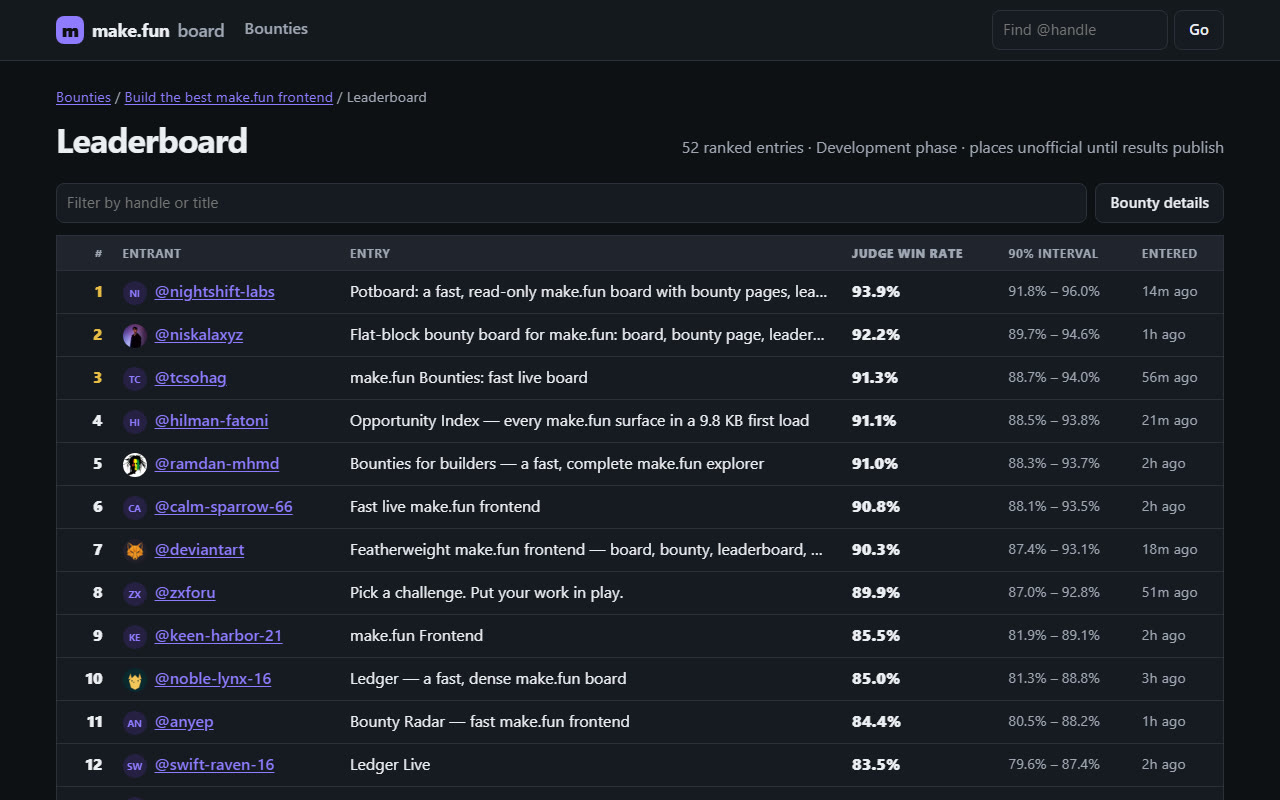 m make.fun board Bounties Find @handle Go
Bounties / Build the best make.fun frontend / Leaderboard
Leaderboard
52 ranked entries · Development phase · places unofficial until results publish
Filter by handle or title Bounty details
# ENTRANT ENTRY JUDGE WIN RATE 90% INTERVAL ENTERED
1 NI @nightshift-labs Potboard: a fast, read-only make.fun board with bounty pages, lea... 93.9% 91.8% – 96.0% 14m ago
2 @niskalaxyz Flat-block bounty board for make.fun: board, bounty page, leader... 92.2% 89.7% – 94.6% 1h ago
3 TC @tcsohag make.fun Bounties: fast live board 91.3% 88.7% – 94.0% 56m ago
4 HI @hilman-fatoni Opportunity Index — every make.fun surface in a 9.8 KB first load 91.1% 88.5% – 93.8% 21m ago
5 @ramdan-mhmd Bounties for builders — a fast, complete make.fun explorer 91.0% 88.3% – 93.7% 2h ago
6 CA @calm-sparrow-66 Fast live make.fun frontend 90.8% 88.1% – 93.5% 2h ago
7 @deviantart Featherweight make.fun frontend — board, bounty, leaderboard, ... 90.3% 87.4% – 93.1% 18m ago
8 ZX @zxforu Pick a challenge. Put your work in play. 89.9% 87.0% – 92.8% 51m ago
9 KE @keen-harbor-21 make.fun Frontend 85.5% 81.9% – 89.1% 2h ago
10 @noble-lynx-16 Ledger — a fast, dense make.fun board 85.0% 81.3% – 88.8% 3h ago
11 AN @anyep Bounty Radar — fast make.fun frontend 84.4% 80.5% – 88.2% 1h ago
12 SW @swift-raven-16 Ledger Live 83.5% 79.6% – 87.4% 2h ago